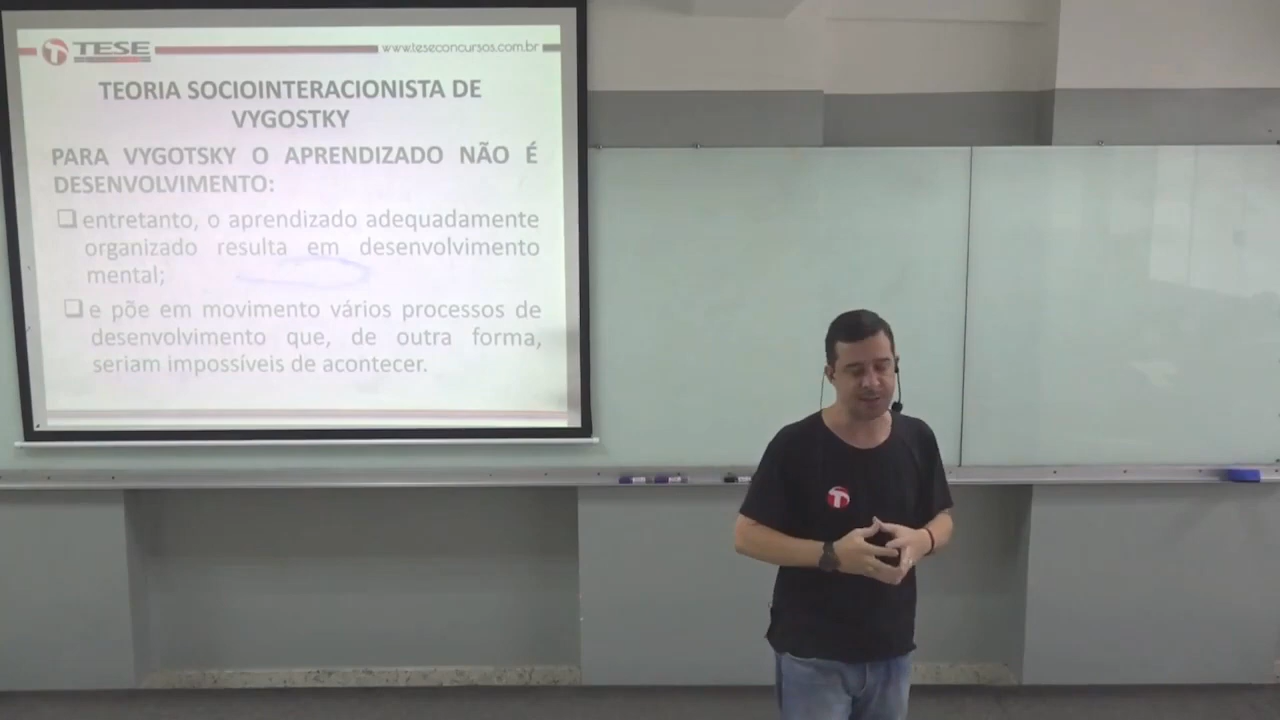 TESE
www.teseconcursos.com.br
TEORIA SOCIOINTERACIONISTA DE
VYGOSTKY
PARA VYGOTSKY O APRENDIZADO NÃO É
DESENVOLVIMENTO:
entretanto, o aprendizado adequadamente
organizado resulta em desenvolvimento
mental;
e põe em movimento vários processos de
desenvolvimento que, de outra forma,
seriam impossíveis de acontecer.
T